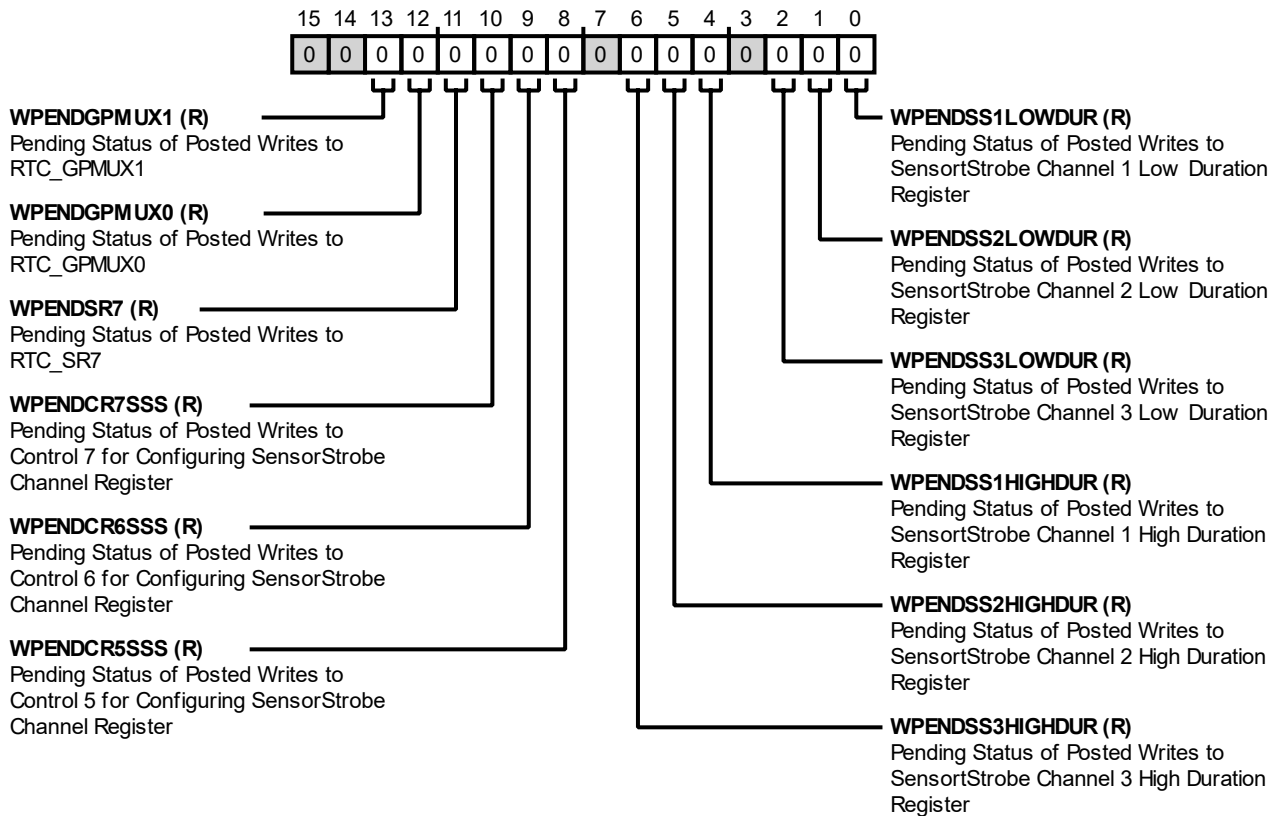 15 14 13 12 11 10 9 8 7 6 5 4 3 2 1 0
0 0 0 0 0 0 0 0 0 0 0 0 0 0 0 0
WPENDGPMUX1 (R)
Pending Status of Posted Writes to
RTC_GPMUX1
WPENDGPMUX0 (R)
Pending Status of Posted Writes to
RTC_GPMUX0
WPENDSR7 (R)
Pending Status of Posted Writes to
RTC_SR7
WPENDCR7SSS (R)
Pending Status of Posted Writes to
Control 7 for Configuring SensorStrobe
Channel Register
WPENDCR6SSS (R)
Pending Status of Posted Writes to
Control 6 for Configuring SensorStrobe
Channel Register
WPENDCR5SSS (R)
Pending Status of Posted Writes to
Control 5 for Configuring SensorStrobe
Channel Register
WPENDSS1LOWDUR (R)
Pending Status of Posted Writes to
SensortStrobe Channel 1 Low Duration
Register
WPENDSS2LOWDUR (R)
Pending Status of Posted Writes to
SensortStrobe Channel 2 Low Duration
Register
WPENDSS3LOWDUR (R)
Pending Status of Posted Writes to
SensortStrobe Channel 3 Low Duration
Register
WPENDSS1HIGHDUR (R)
Pending Status of Posted Writes to
SensortStrobe Channel 1 High Duration
Register
WPENDSS2HIGHDUR (R)
Pending Status of Posted Writes to
SensortStrobe Channel 2 High Duration
Register
WPENDSS3HIGHDUR (R)
Pending Status of Posted Writes to
SensortStrobe Channel 3 High Duration
Register